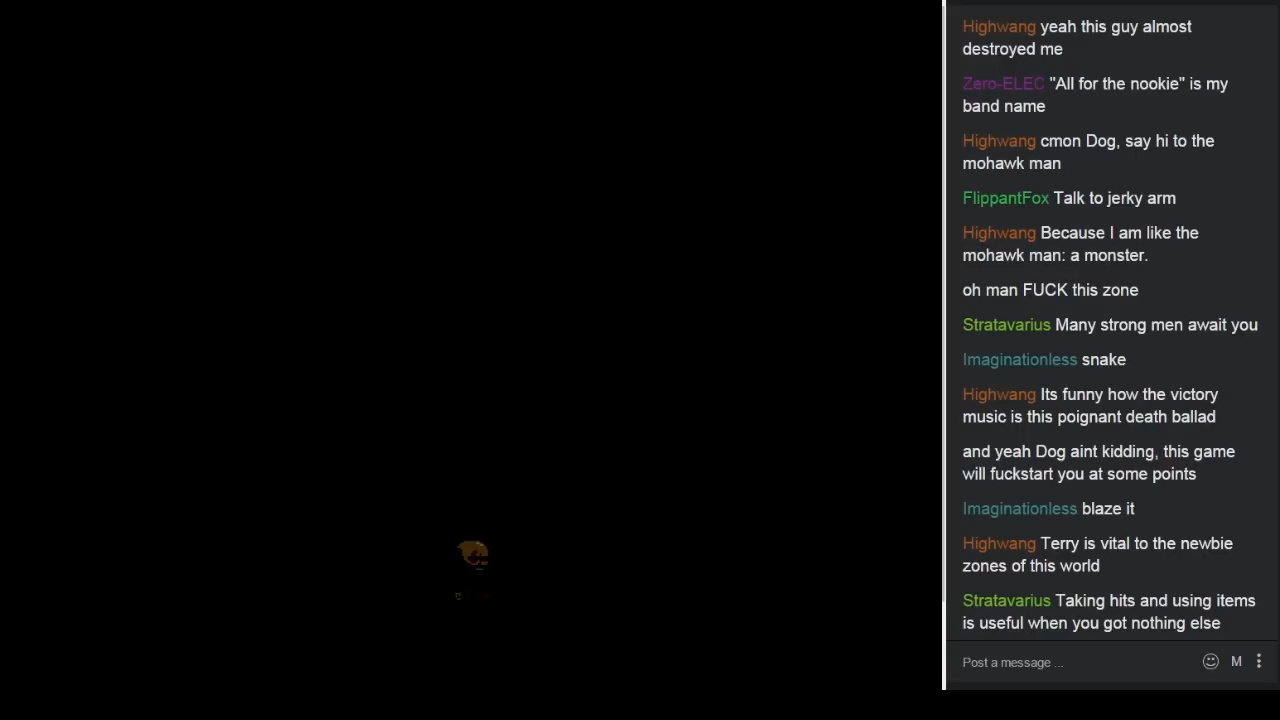 Highwang yeah this guy almost
destroyed me
Zero-ELEC "All for the nookie" is my
band name
Highwang cmon Dog, say hi to the
mohawk man
FlippantFox Talk to jerky arm
Highwang Because I am like the
mohawk man: a monster.
oh man FUCK this zone
Stratavarius Many strong men await you
Imaginationless snake
Highwang Its funny how the victory
music is this poignant death ballad
and yeah Dog aint kidding, this game
will fuckstart you at some points
Imaginationless blaze it
Highwang Terry is vital to the newbie
zones of this world
Stratavarius Taking hits and using items
is useful when you got nothing else
Post a message ... M